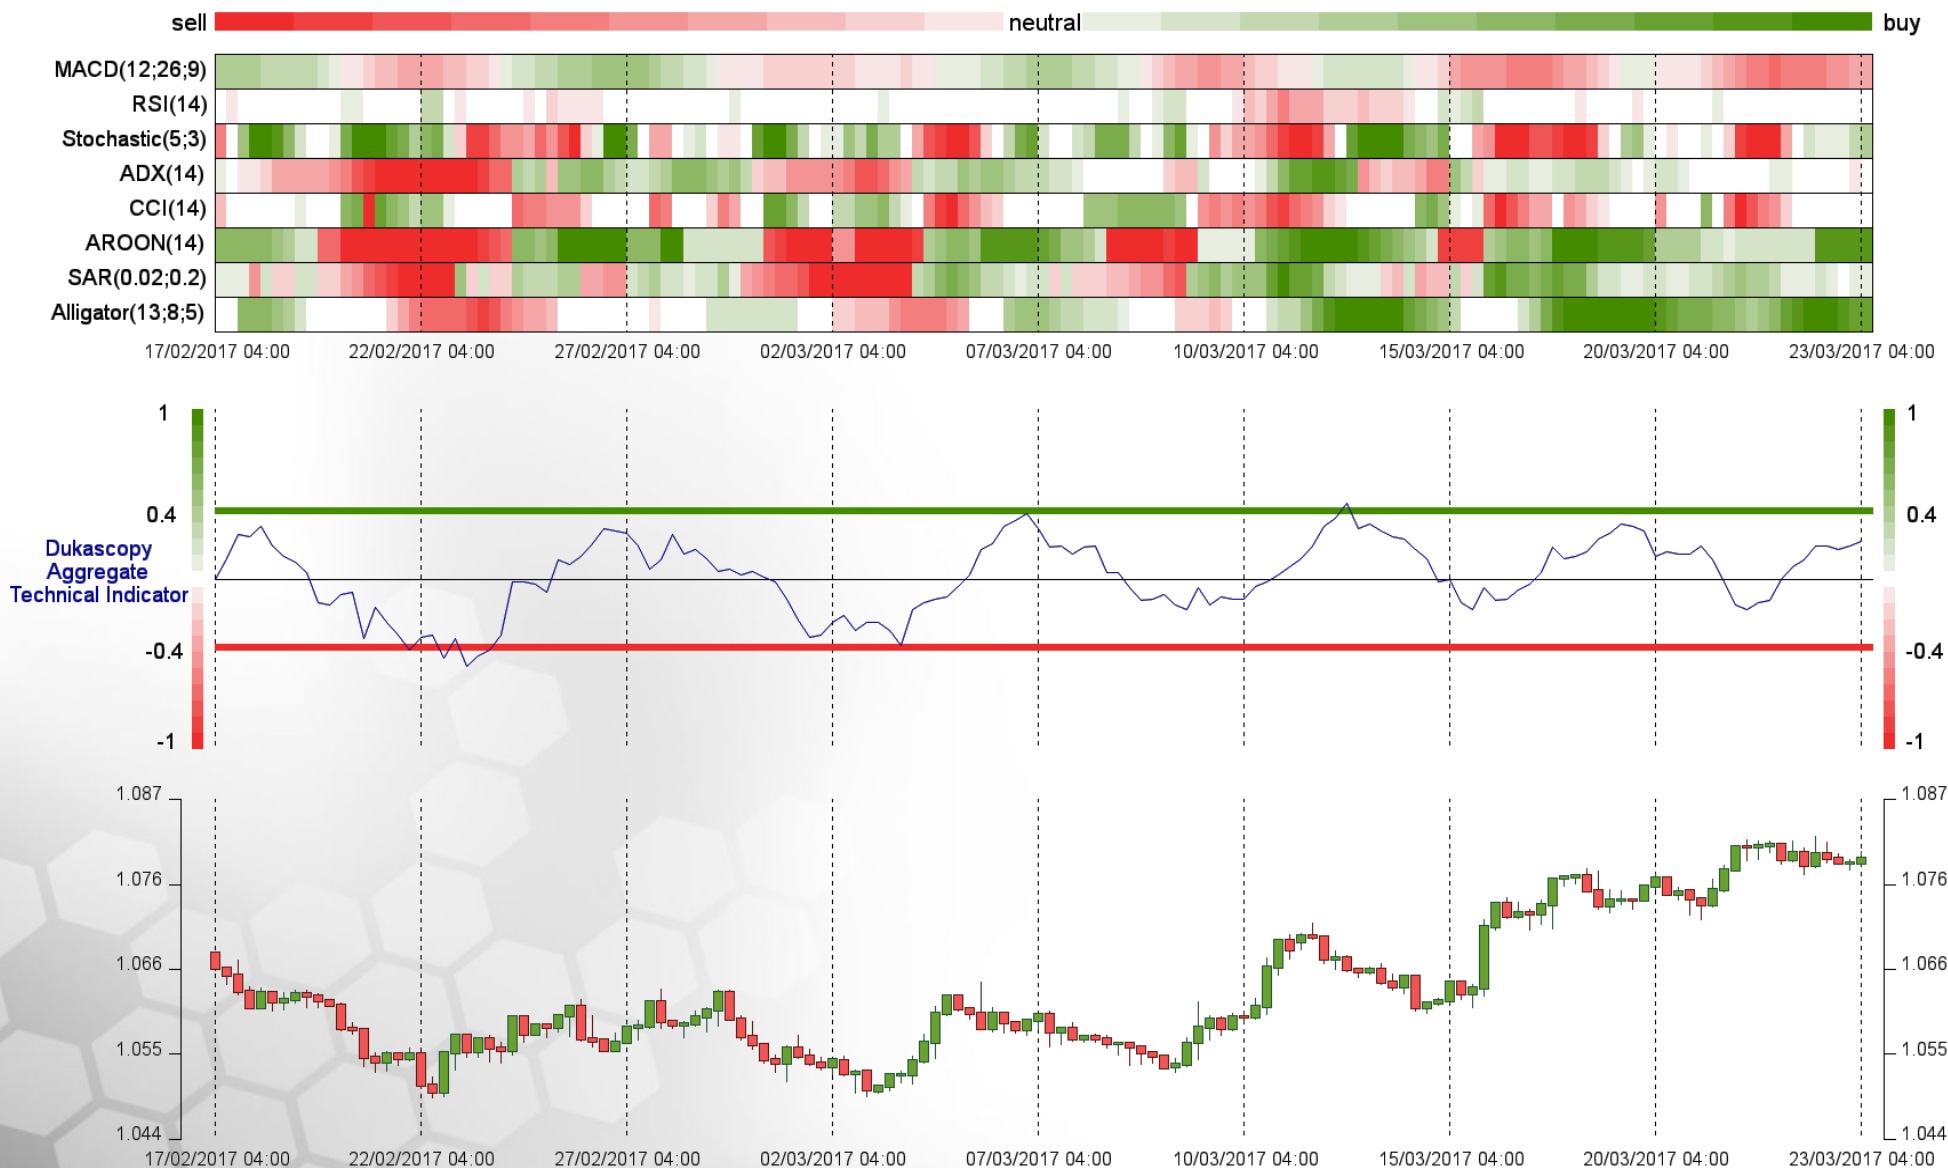 sell neutral buy
MACD(12;26;9)
RSI(14)
Stochastic(5;3)
ADX(14)
CCI(14)
AROON(14)
SAR(0.02;0.2)
Alligator(13;8;5)
17/02/2017 04:00 22/02/2017 04:00 27/02/2017 04:00 02/03/2017 04:00 07/03/2017 04:00 10/03/2017 04:00 15/03/2017 04:00 20/03/2017 04:00 23/03/2017 04:00
1 1
0.4 0.4
Dukascopy
Aggregate
Technical Indicator
-0.4 -0.4
-1 -1
1.087 1.087
1.076 1.076
1.066 1.066
1.055 1.055
1.044 1.044
17/02/2017 04:00 22/02/2017 04:00 27/02/2017 04:00 02/03/2017 04:00 07/03/2017 04:00 10/03/2017 04:00 15/03/2017 04:00 20/03/2017 04:00 23/03/2017 04:00